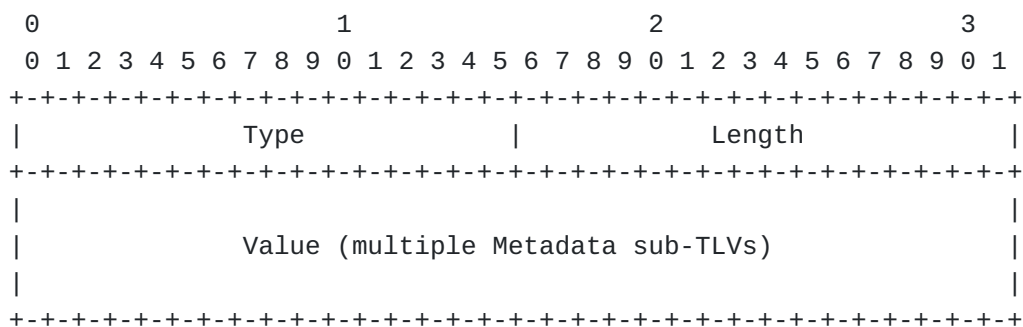 0                   1                   2                   3
 0 1 2 3 4 5 6 7 8 9 0 1 2 3 4 5 6 7 8 9 0 1 2 3 4 5 6 7 8 9 0 1
+-+-+-+-+-+-+-+-+-+-+-+-+-+-+-+-+-+-+-+-+-+-+-+-+-+-+-+-+-+-+-+-+
|              Type             |            Length             |
+-+-+-+-+-+-+-+-+-+-+-+-+-+-+-+-+-+-+-+-+-+-+-+-+-+-+-+-+-+-+-+-+
|                                                               |
|              Value (multiple Metadata sub-TLVs)               |
|                                                               |
+-+-+-+-+-+-+-+-+-+-+-+-+-+-+-+-+-+-+-+-+-+-+-+-+-+-+-+-+-+-+-+-+